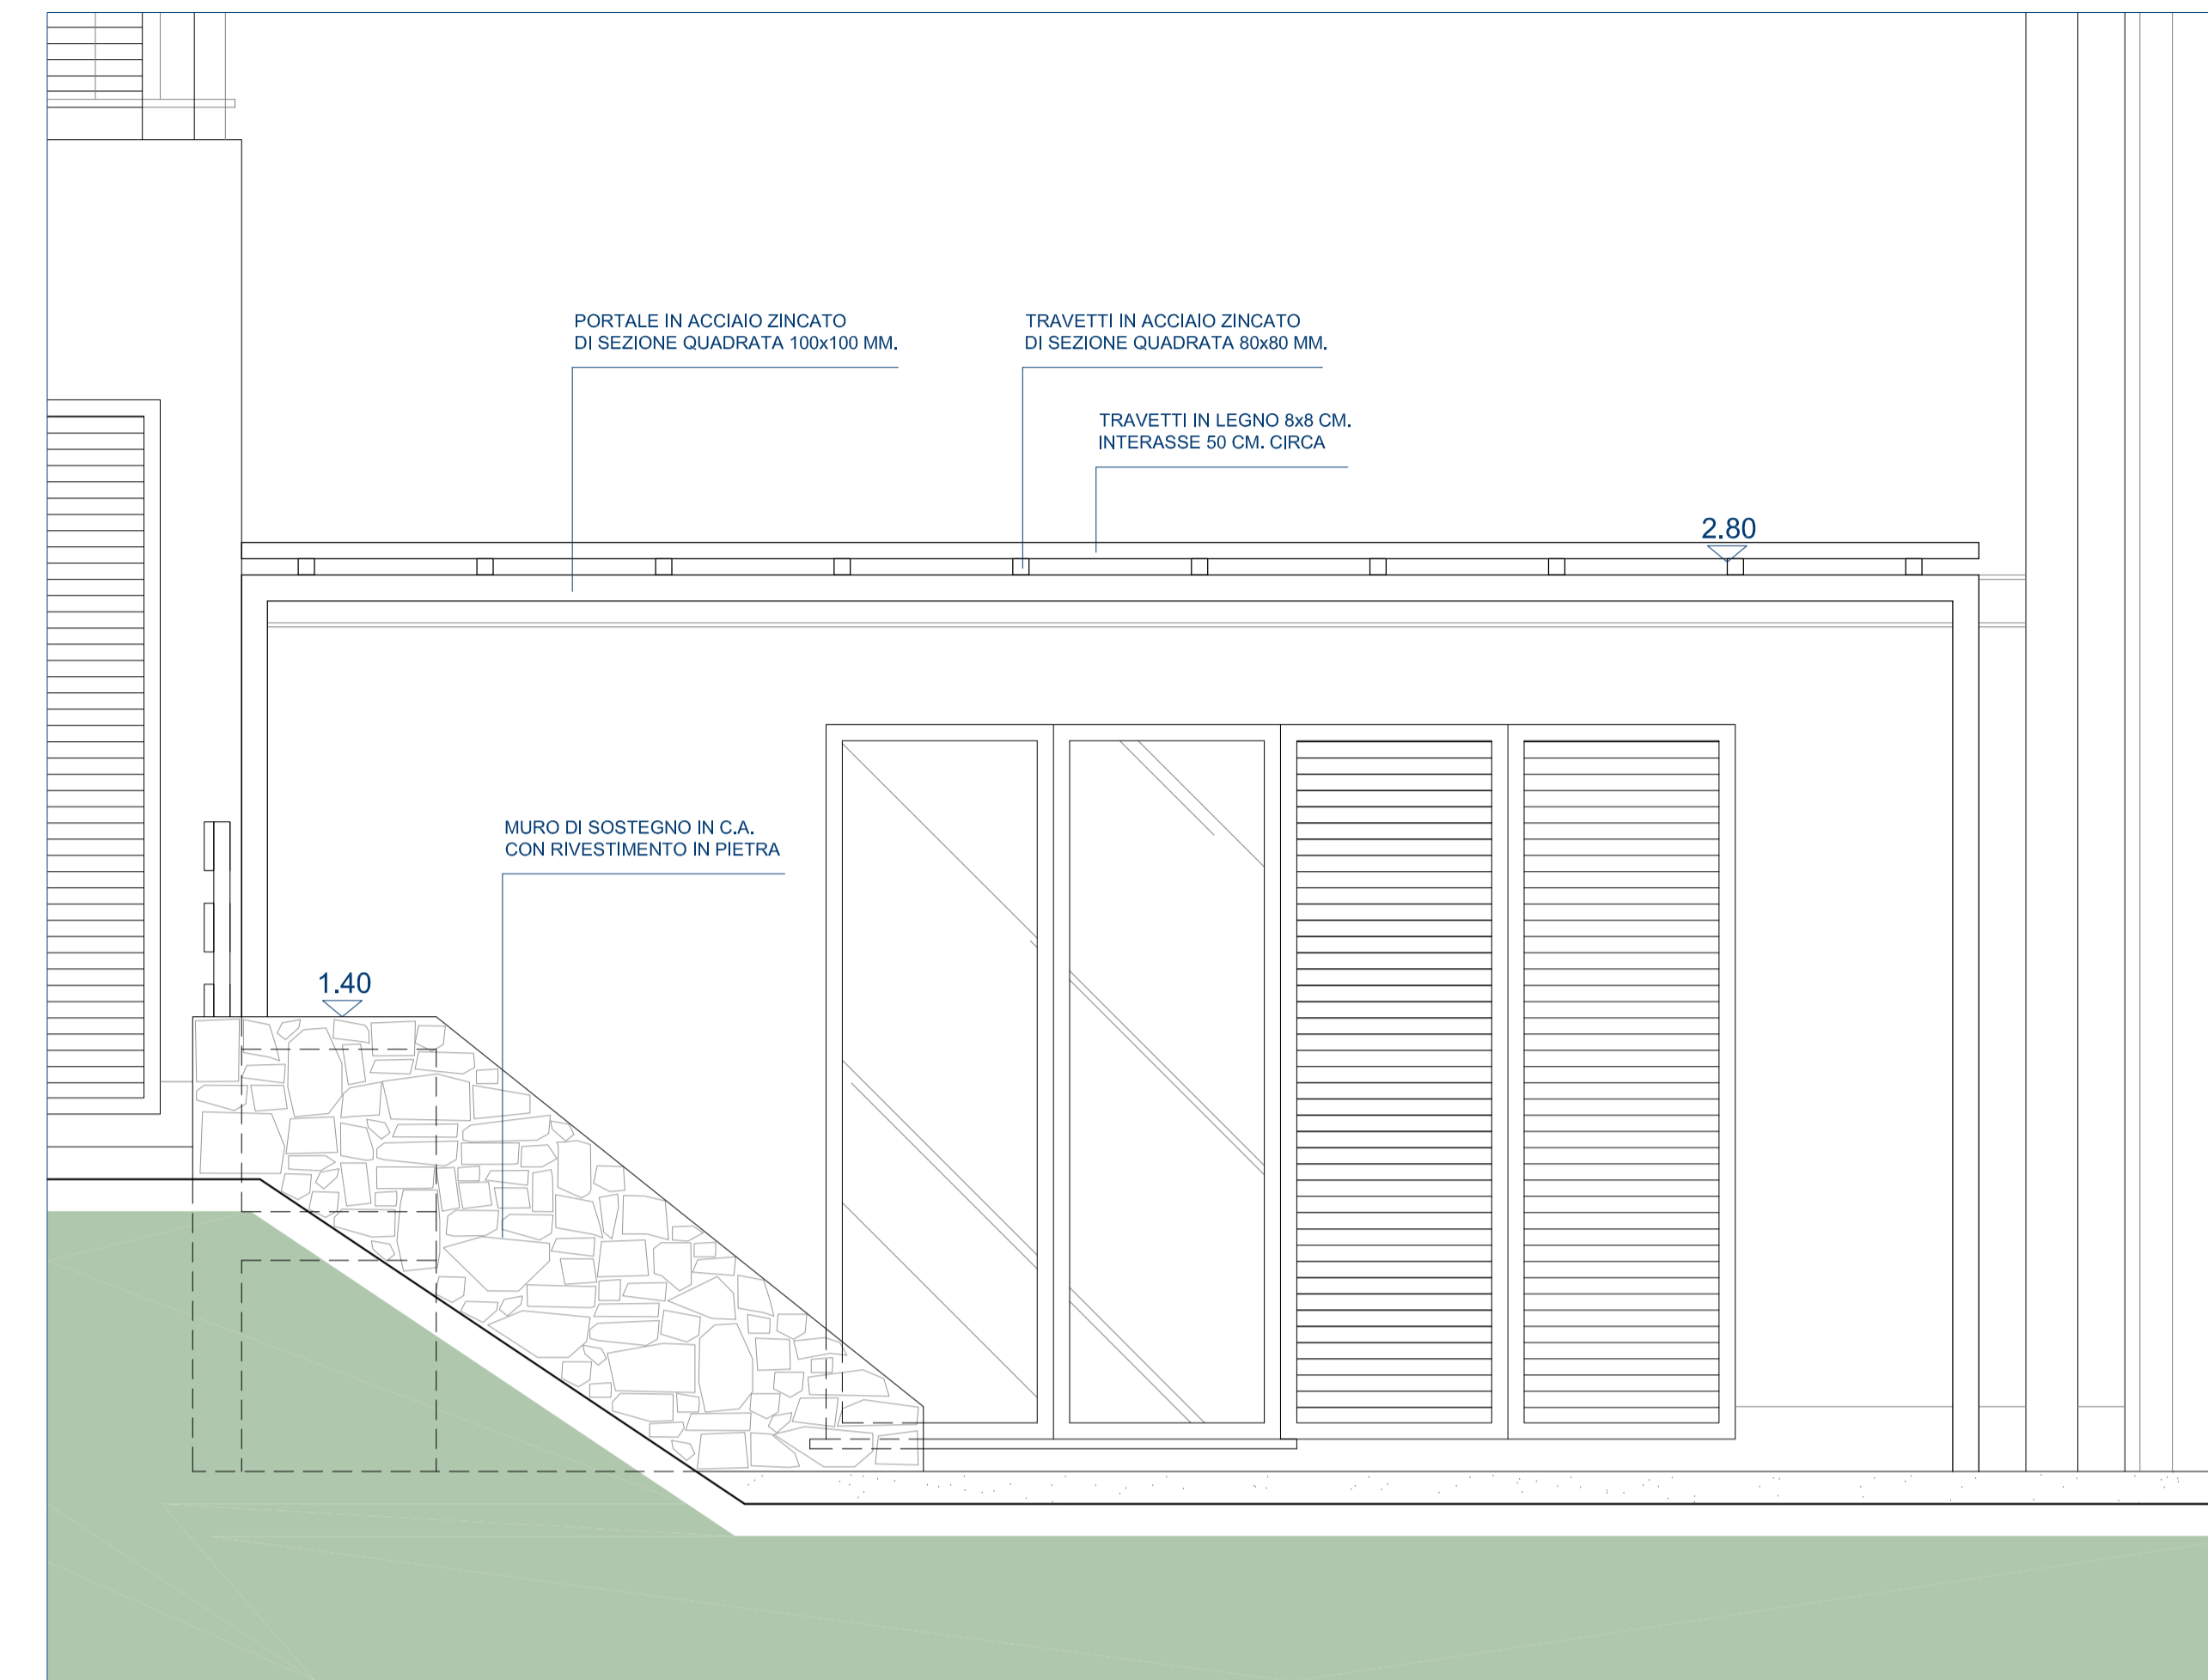 PORTALE IN ACCIAIO ZINCATO
DI SEZIONE QUADRATA 100x100 MM.
TRAVETTI IN ACCIAIO ZINCATO
DI SEZIONE QUADRATA 80x80 MM.
TRAVETTI IN LEGNO 8x8 CM.
INTERASSE 50 CM. CIRCA
2.80
MURO DI SOSTEGNO IN C.A.
CON RIVESTIMENTO IN PIETRA
1.40